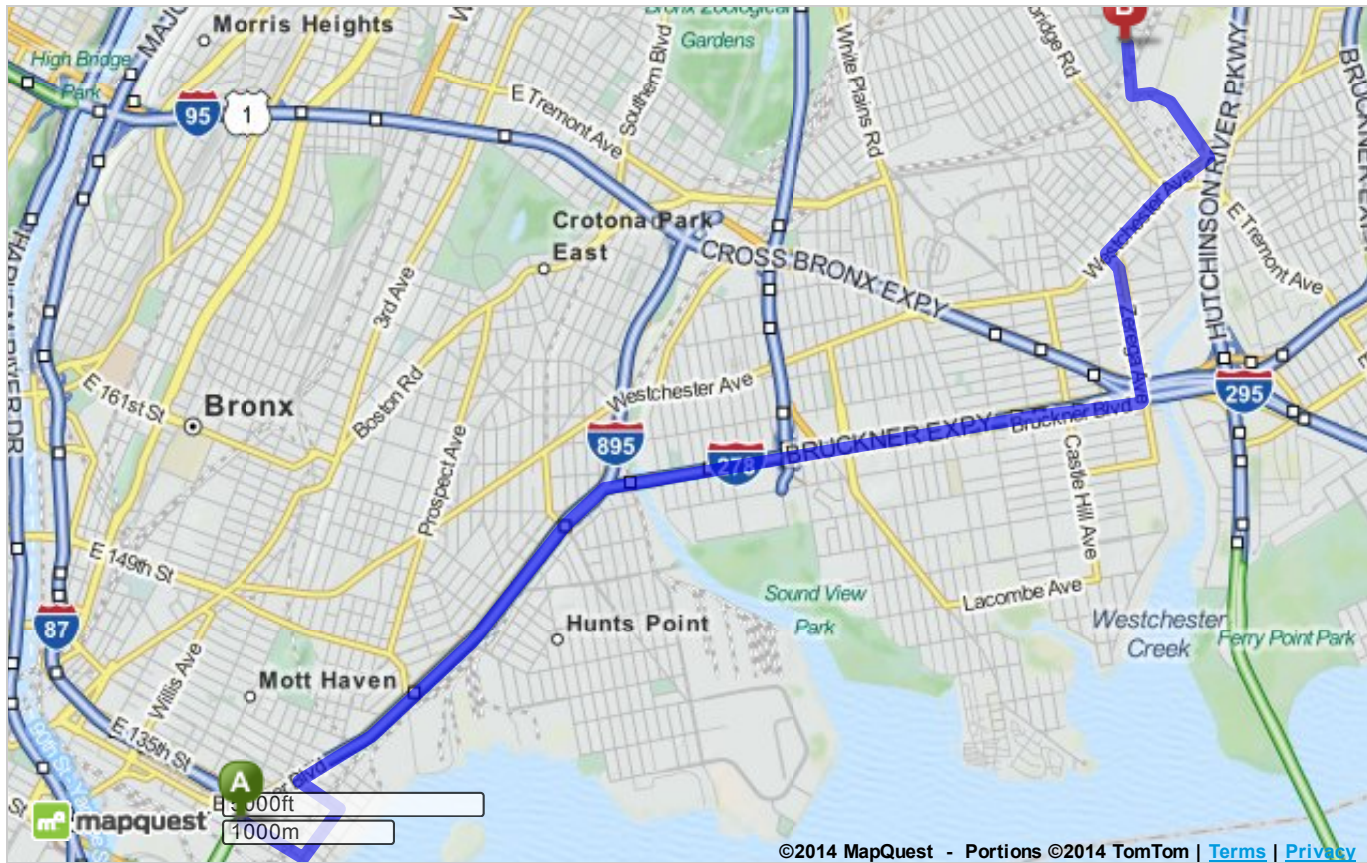 Bronx Zoological
Gardens
Morris Heights
High Bridge
Park
95
1
E Tremont Ave
Southern Blvd
White Plains
Rd
HUTCHINSON RIVER PKWY
Crotona Park
East
CROSS BRONX EXPY
Westchester Ave
E Tremont Ave
3rd Ave
Zerega Ave
E 161st St
Bronx
Boston Rd
Westchester Ave
295
895
BRUCKNER EXPY
Bruckner Blvd
278
Prospect Ave
Castle Hill Ave
E 149th St
Lacombe Ave
Sound View
Park
Westchester
Creek
Ferry Point Park
87
Hunts Point
Willis Ave
Mott Haven
E 135th St
A
Blvd
mapquest
1000m
©2014 MapQuest - Portions ©2014 TomTom | Terms | Privacy